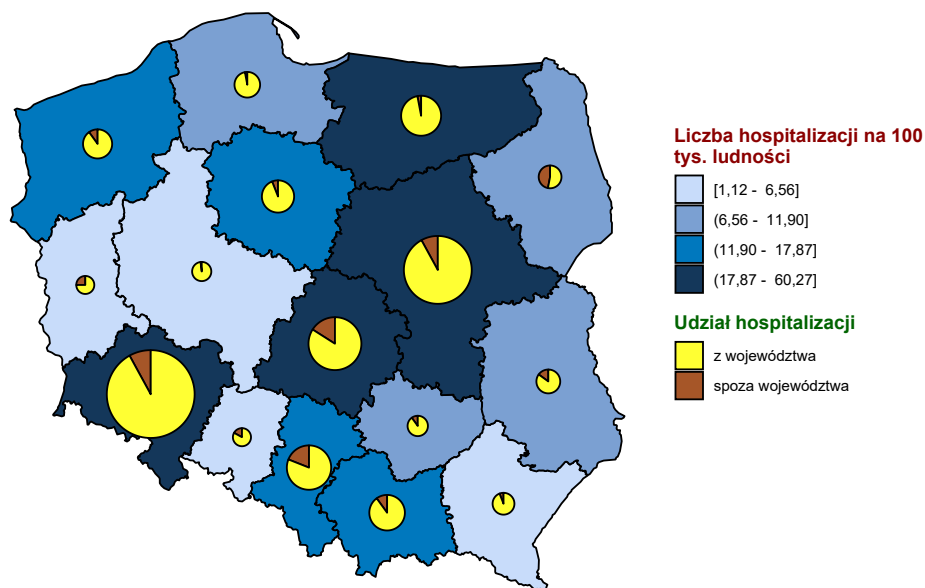 Liczba hospitalizacji na 100
tys. ludności
[1,12 - 6,56]
(6,56 - 11,90]
(11,90 - 17,87]
(17,87 - 60,27]
Udział hospitalizacji
z województwa
spoza województwa